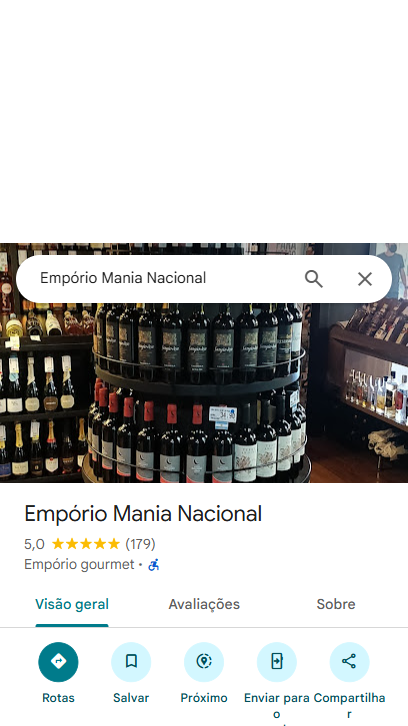 Empório Mania Nacional
Empório Mania Nacional
5,0 (179)
Empório gourmet ·
Visão geral Avaliações Sobre
Rotas Salvar Próximo Enviar para Compartilha
o r